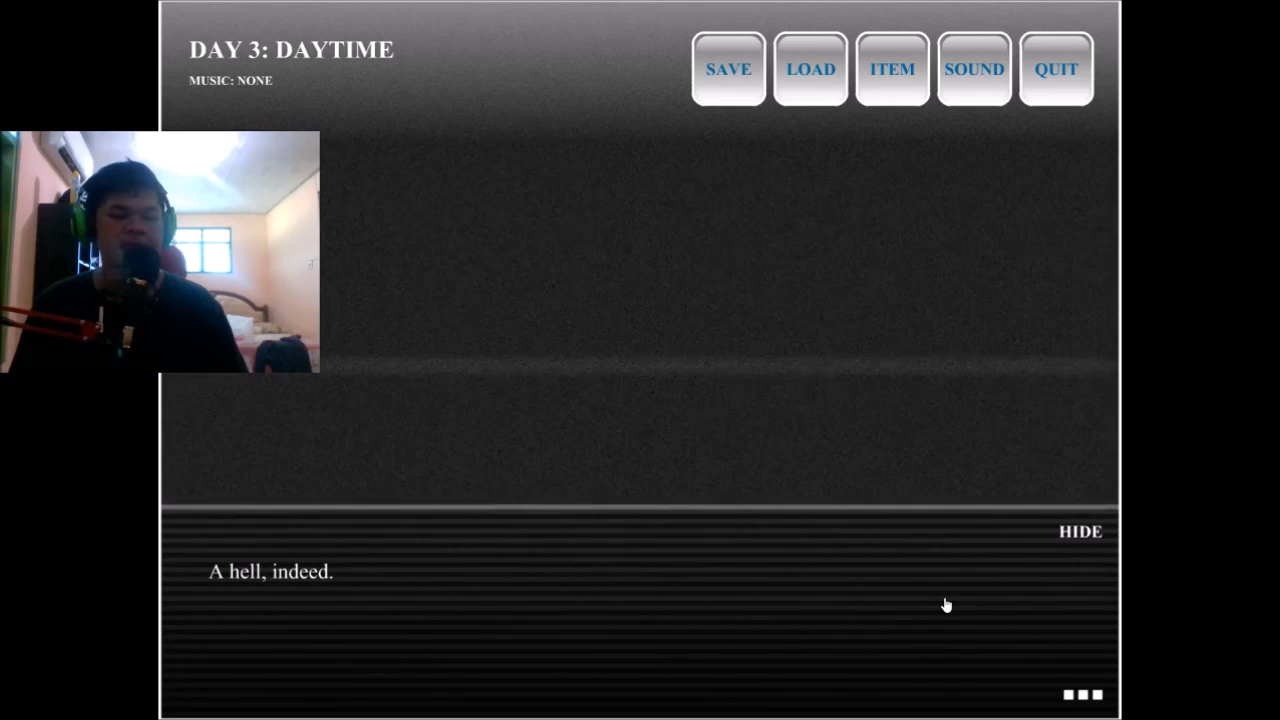 DAY 3: DAYTIME
MUSIC: NONE
SAVE
LOAD
ITEM
SOUND
QUIT
HIDE
A hell, indeed.